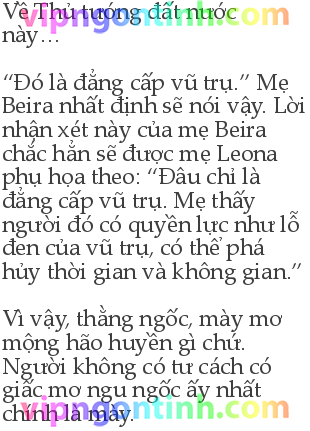 Về Thủ tướng đất nước
này…
“Đó là đẳng cấp vũ trụ.” Mẹ
Beira nhất định sẽ nói vậy. Lời
nhận xét này của mẹ Beira
chắc hẳn sẽ được mẹ Leona
phụ họa theo: “Đâu chỉ là
đẳng cấp vũ trụ. Mẹ thấy
người đó có quyền lực như lỗ
đen của vũ trụ, có thể phá
hủy thời gian và không gian.”
Vì vậy, thằng ngốc, mày mơ
mộng hão huyền gì chứ.
Người không có tư cách có
giấc mơ ngu ngốc ấy nhất
chính là mày.
vipngontinh.com
vipngontinh.com